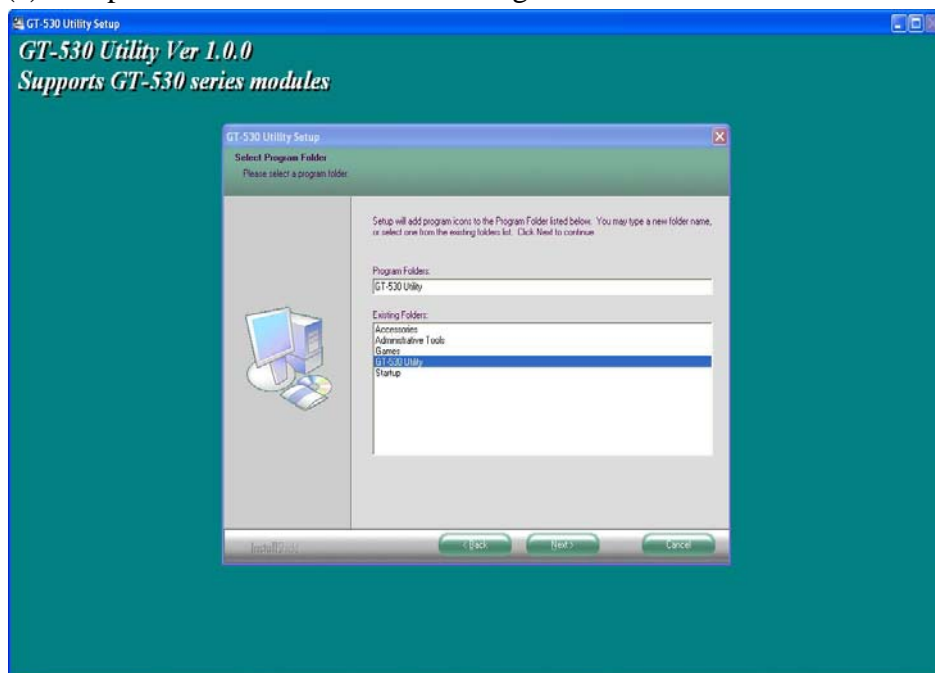 GT-530 Utility Setup
GT-530 Utility Ver 1.0.0
Supports GT-530 series modules
GT-530 Utility Setup
Select Program Folder
Please select a program folder.
Setup will add program icons to the Program Folder listed below. You may type a new folder name,
or select one from the existing folders list. Click Next to continue.
Program Folders:
GT-530 Utility
Existing Folders:
Accessories
Administrative Tools
Games
GT-530 Utility
Startup
< Back
Next >
Cancel